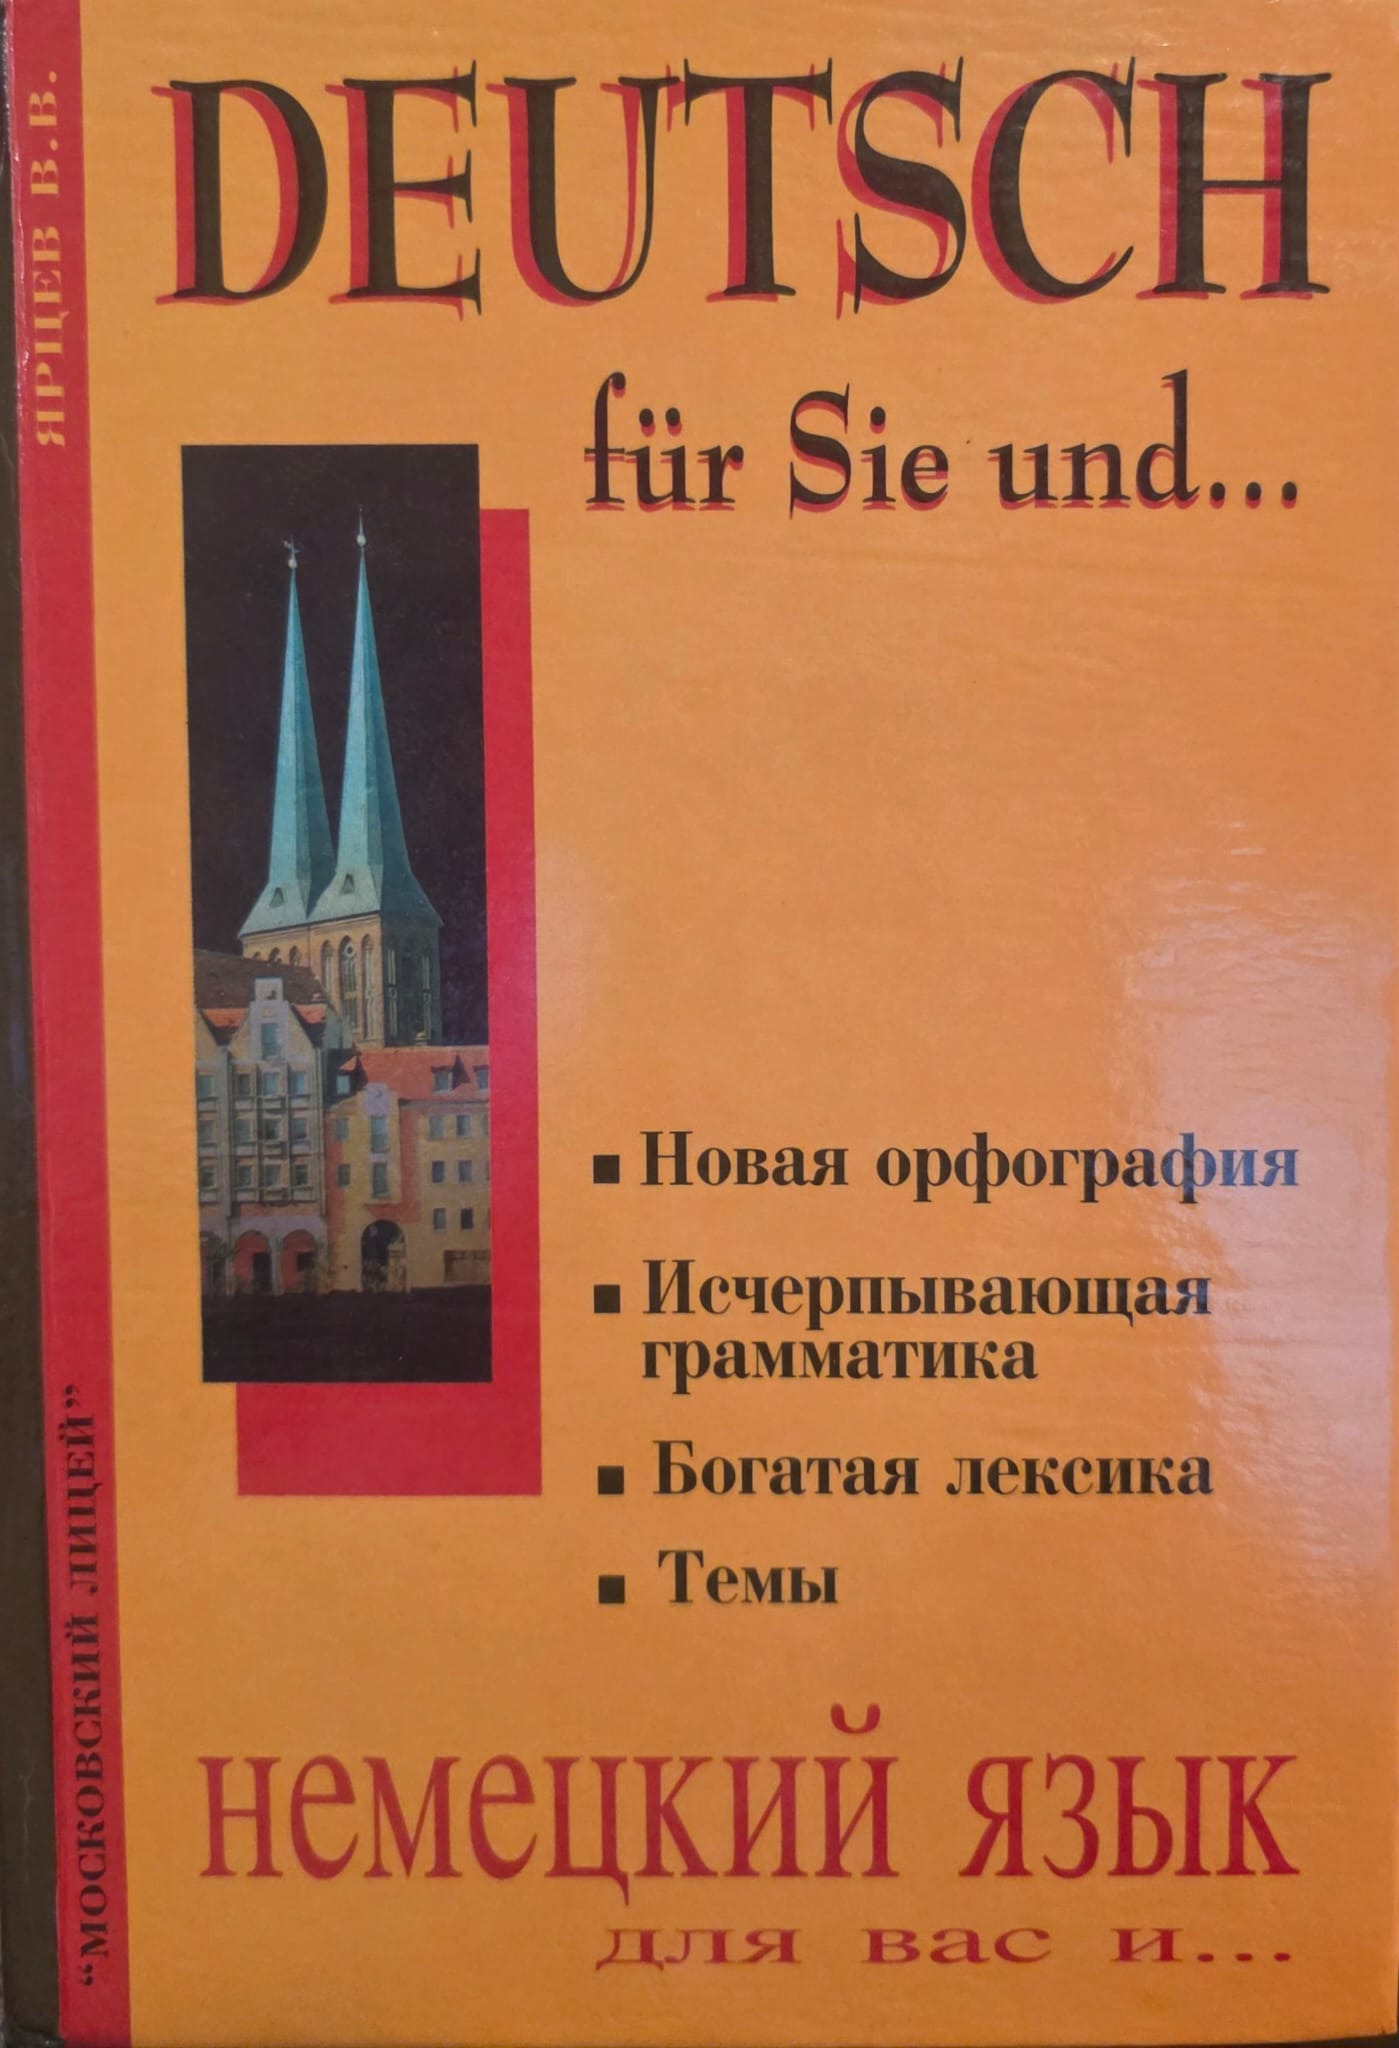 ЯРЦЕВ В.В.
DEUTSCH
für Sie und...
▪ Новая орфография
▪ Исчерпывающая
грамматика
▪ Богатая лексика
▪ Темы
"МОСКОВСКИЙ ЛИЦЕЙ"
немецкий язык
для вас и...